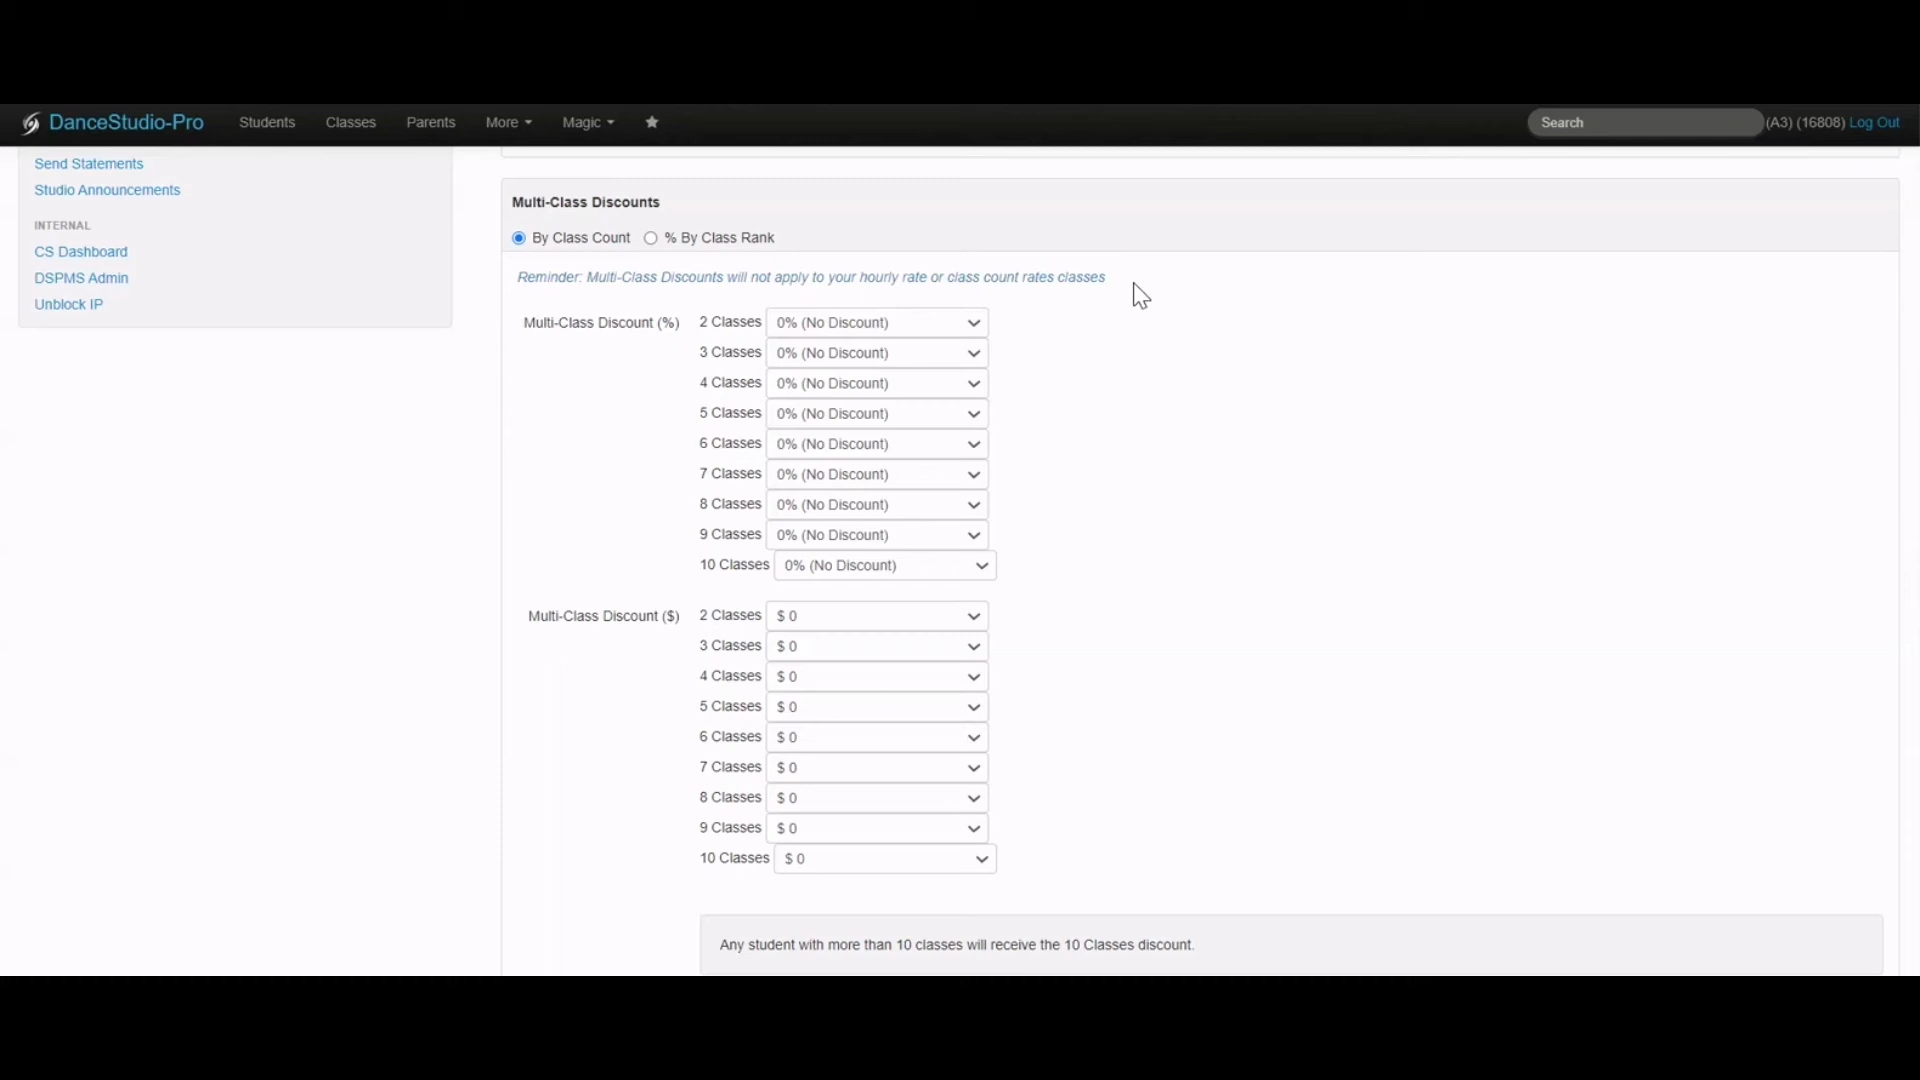 DanceStudio-Pro Students Classes Parents More Magic Search (A3) (16808) Log Out
Send Statements
Studio Announcements
INTERNAL
CS Dashboard
DSPMS Admin
Unblock IP
Multi-Class Discounts
By Class Count % By Class Rank
Reminder: Multi-Class Discounts will not apply to your hourly rate or class count rates classes
Multi-Class Discount (%) 2 Classes 0% (No Discount)
3 Classes 0% (No Discount)
4 Classes 0% (No Discount)
5 Classes 0% (No Discount)
6 Classes 0% (No Discount)
7 Classes 0% (No Discount)
8 Classes 0% (No Discount)
9 Classes 0% (No Discount)
10 Classes 0% (No Discount)
Multi-Class Discount ($) 2 Classes $ 0
3 Classes $ 0
4 Classes $ 0
5 Classes $ 0
6 Classes $ 0
7 Classes $ 0
8 Classes $ 0
9 Classes $ 0
10 Classes $ 0
Any student with more than 10 classes will receive the 10 Classes discount.